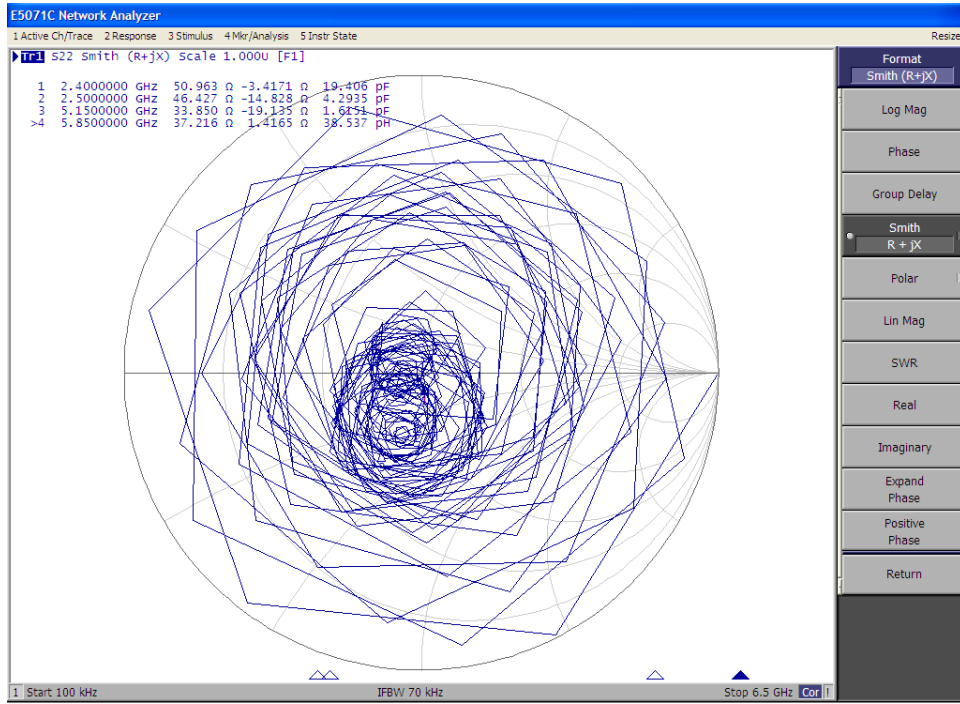 E5071C Network Analyzer
1 Active Ch/Trace 2 Response 3 Stimulus 4 Mkr/Analysis 5 Instr State Resize
Tr1 S22 Smith (R+jX) Scale 1.000U [F1]
1 2.4000000 GHz 50.963 Ω -3.4171 Ω 19.406 pF
2 2.5000000 GHz 46.427 Ω -14.828 Ω 4.2935 pF
3 5.1500000 GHz 33.850 Ω -19.135 Ω 1.6151 pF
>4 5.8500000 GHz 37.216 Ω 1.4165 Ω 38.537 pH
Format
Smith (R+jX)
Log Mag
Phase
Group Delay
Smith
R + jX
Polar
Lin Mag
SWR
Real
Imaginary
Expand
Phase
Positive
Phase
Return
1 Start 100 kHz IFBW 70 kHz Stop 6.5 GHz Cor !